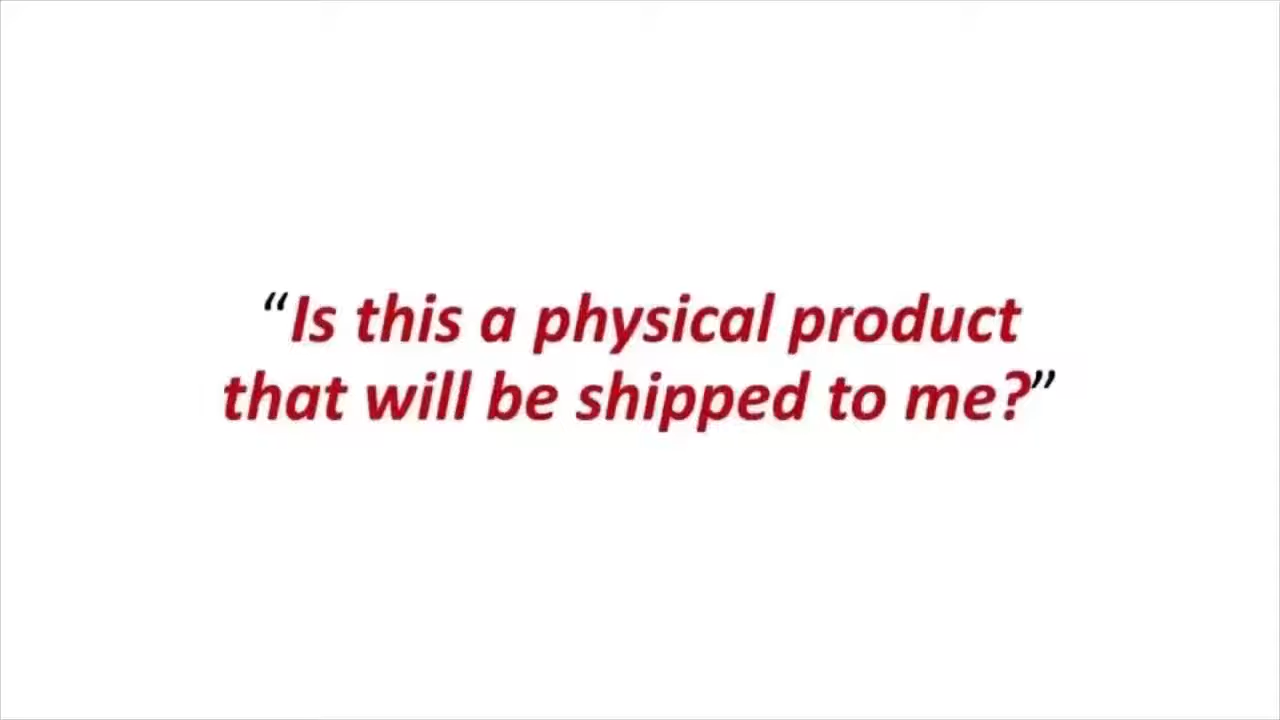 “Is this a physical product
that will be shipped to me?”